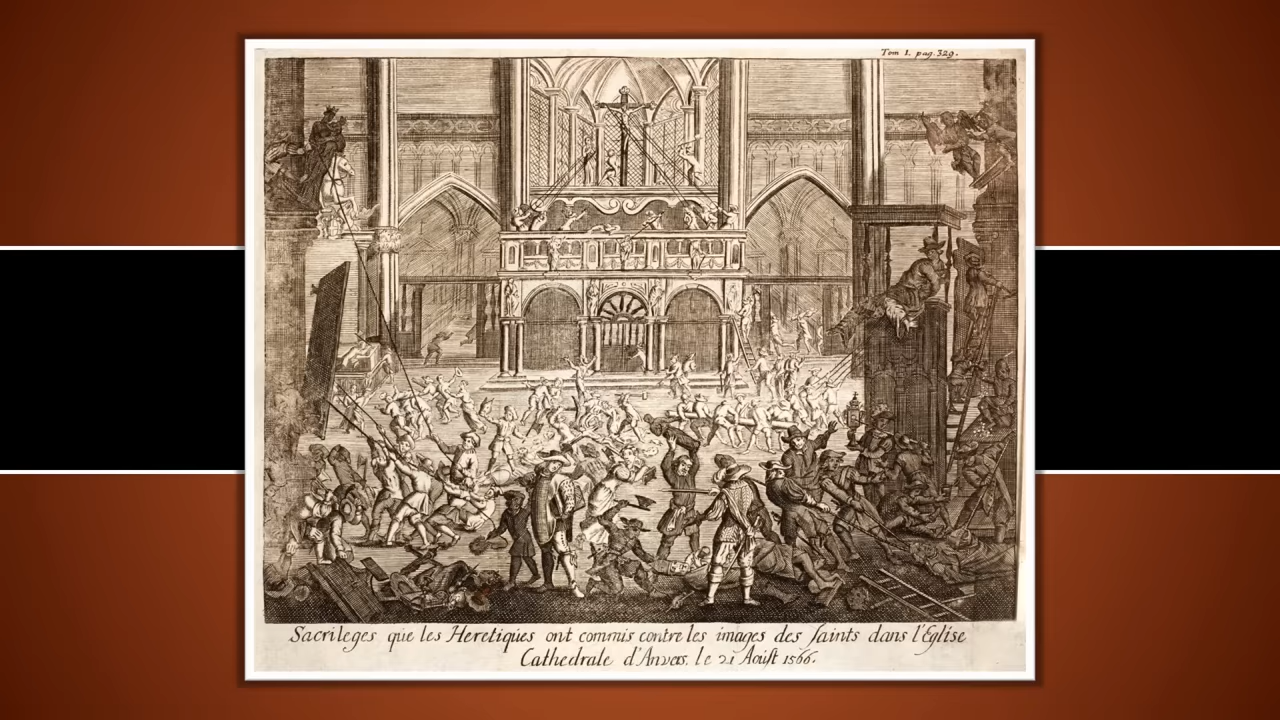 Tom 1. pag. 329.
Sacrileges que les Heretiques ont commis contre les images des saints dans l'Eglise
Cathedrale d'Anvers, le 21 Aoust 1566.